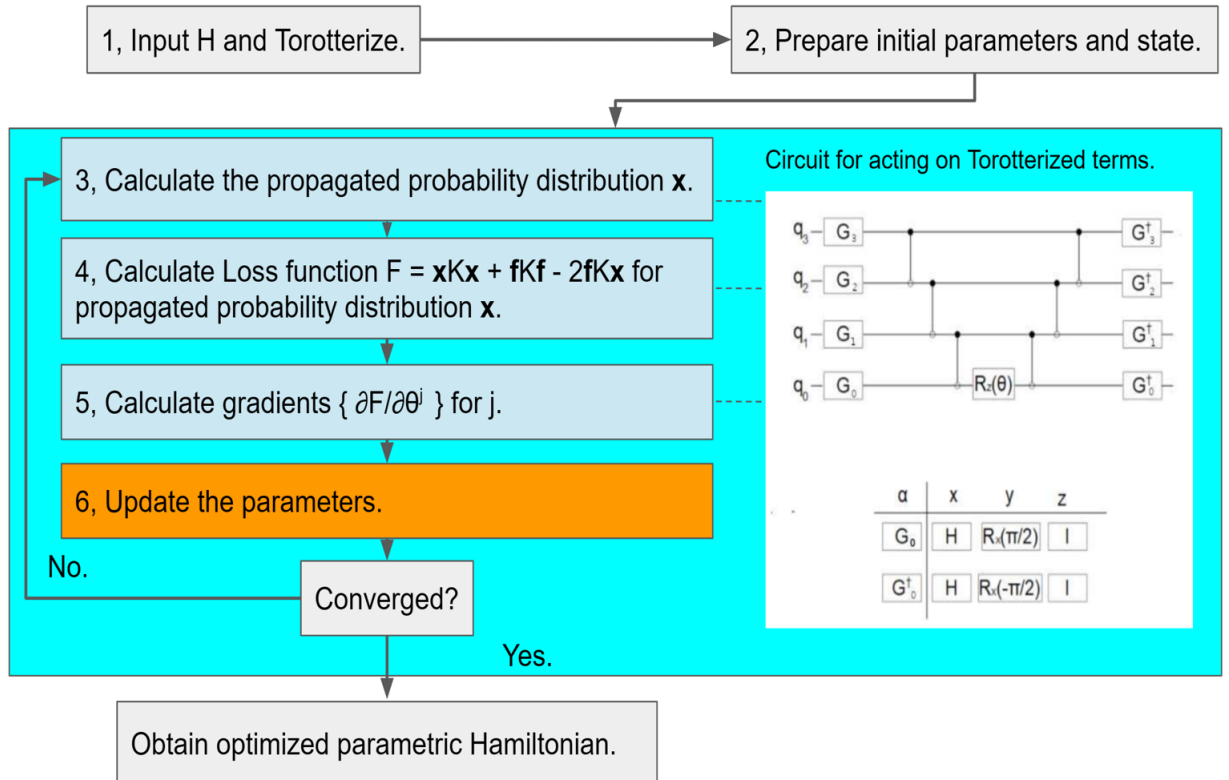 1, Input H and Torotterize.
2, Prepare initial parameters and state.
3, Calculate the propagated probability distribution x.
4, Calculate Loss function F = xKx + fKf - 2fKx for
propagated probability distribution x.
5, Calculate gradients { ∂F/∂θʲ } for j.
6, Update the parameters.
No.
Converged?
Yes.
Obtain optimized parametric Hamiltonian.
Circuit for acting on Torotterized terms.
q₃ G₃ G†₃
q₂ G₂ G†₂
q₁ G₁ G†₁
q₀ G₀ Rz(θ) G†₀
α x y z
G₀ H Rx(π/2) I
G†₀ H Rx(-π/2) I